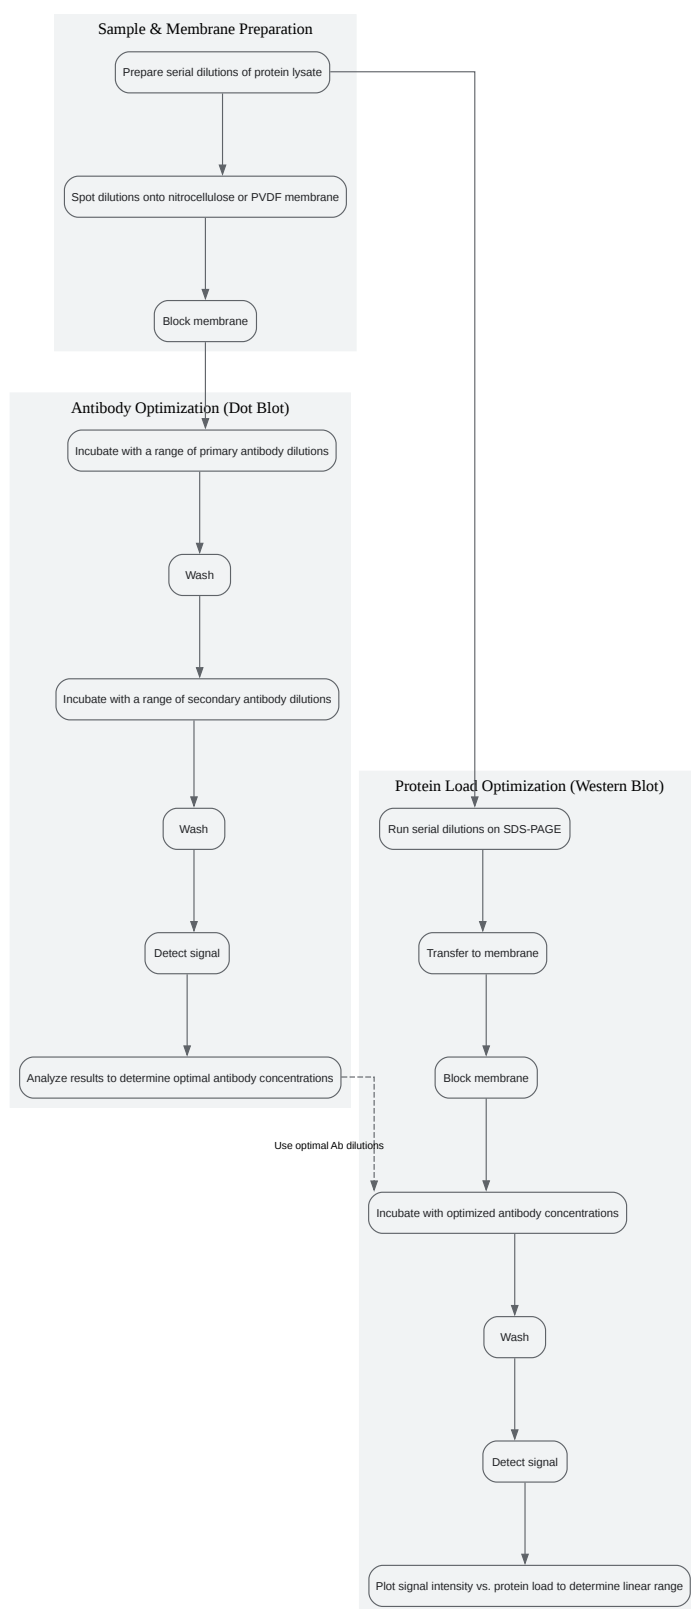 Sample & Membrane Preparation
Prepare serial dilutions of protein lysate
Spot dilutions onto nitrocellulose or PVDF membrane
Block membrane
Antibody Optimization (Dot Blot)
Incubate with a range of primary antibody dilutions
Wash
Incubate with a range of secondary antibody dilutions
Wash
Detect signal
Analyze results to determine optimal antibody concentrations
Use optimal Ab dilutions
Protein Load Optimization (Western Blot)
Run serial dilutions on SDS-PAGE
Transfer to membrane
Block membrane
Incubate with optimized antibody concentrations
Wash
Detect signal
Plot signal intensity vs. protein load to determine linear range